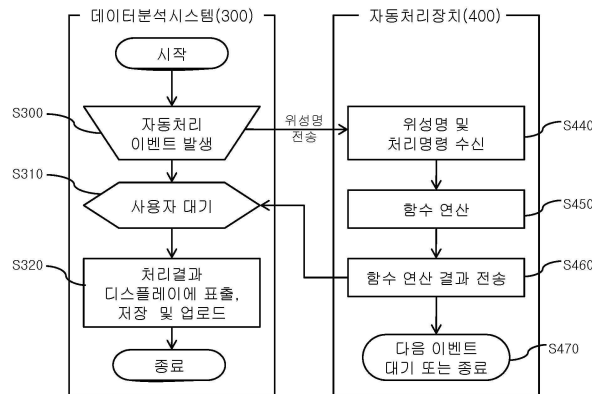 데이터분석시스템(300)
자동처리장치(400)
시작
S300
자동처리
이벤트 발생
위성명
전송
위성명 및
처리명령 수신
S440
S310
사용자 대기
함수 연산
S450
S320
처리결과
디스플레이에 표출,
저장 및 업로드
함수 연산 결과 전송
S460
종료
다음 이벤트
대기 또는 종료
S470